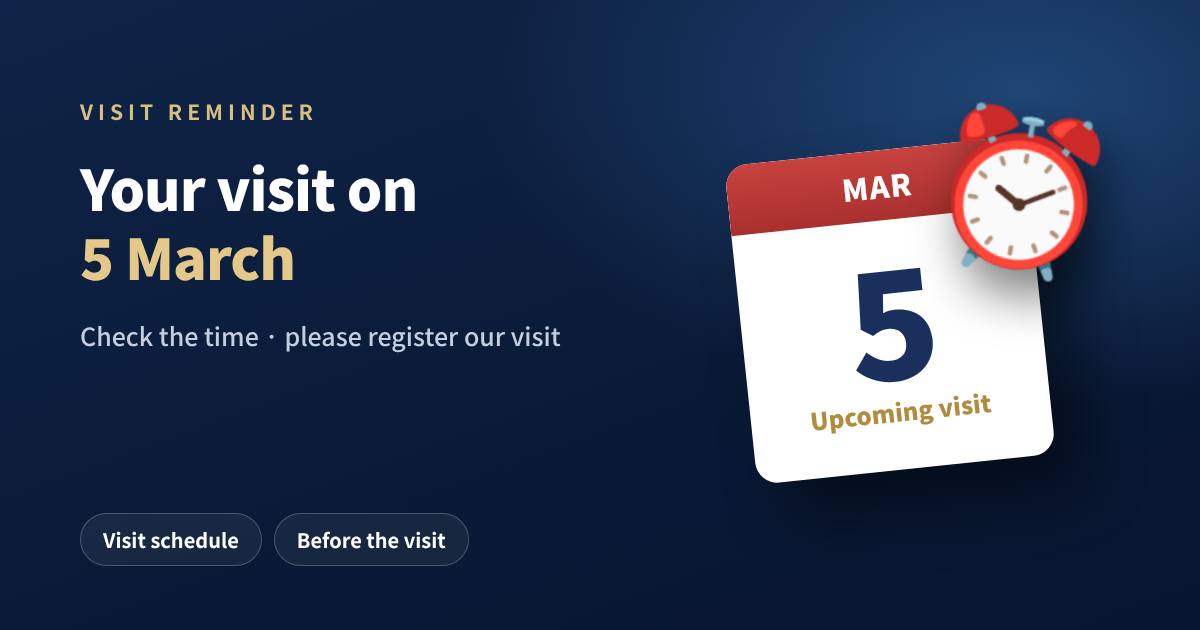 VISIT REMINDER
Your visit on
5 March
Check the time · please register our visit
Visit schedule
Before the visit
MAR
5
Upcoming visit